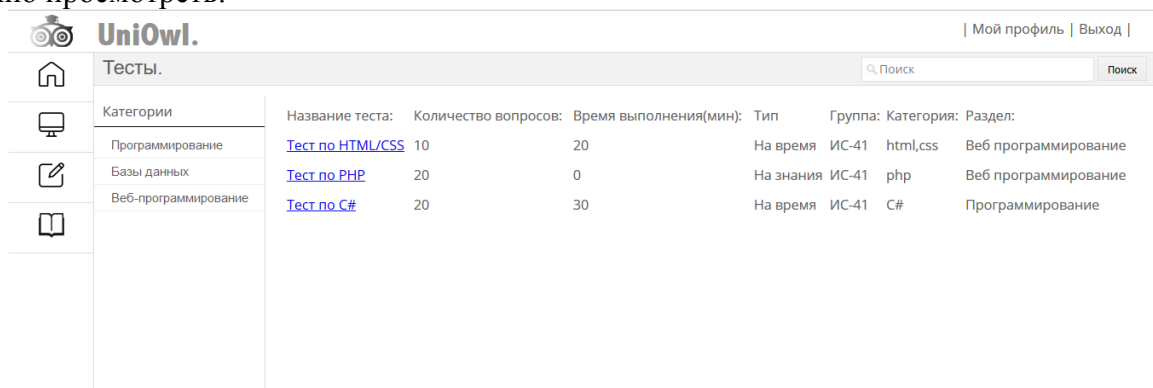 просмотреть.
UniOwl.
| Мой профиль | Выход |
Тесты.
Поиск
Поиск
Категории
Программирование
Базы данных
Веб-программирование
Название теста: Количество вопросов: Время выполнения(мин): Тип Группа: Категория: Раздел:
Тест по HTML/CSS 10 20 На время ИС-41 html,css Веб программирование
Тест по PHP 20 0 На знания ИС-41 php Веб программирование
Тест по C# 20 30 На время ИС-41 C# Программирование